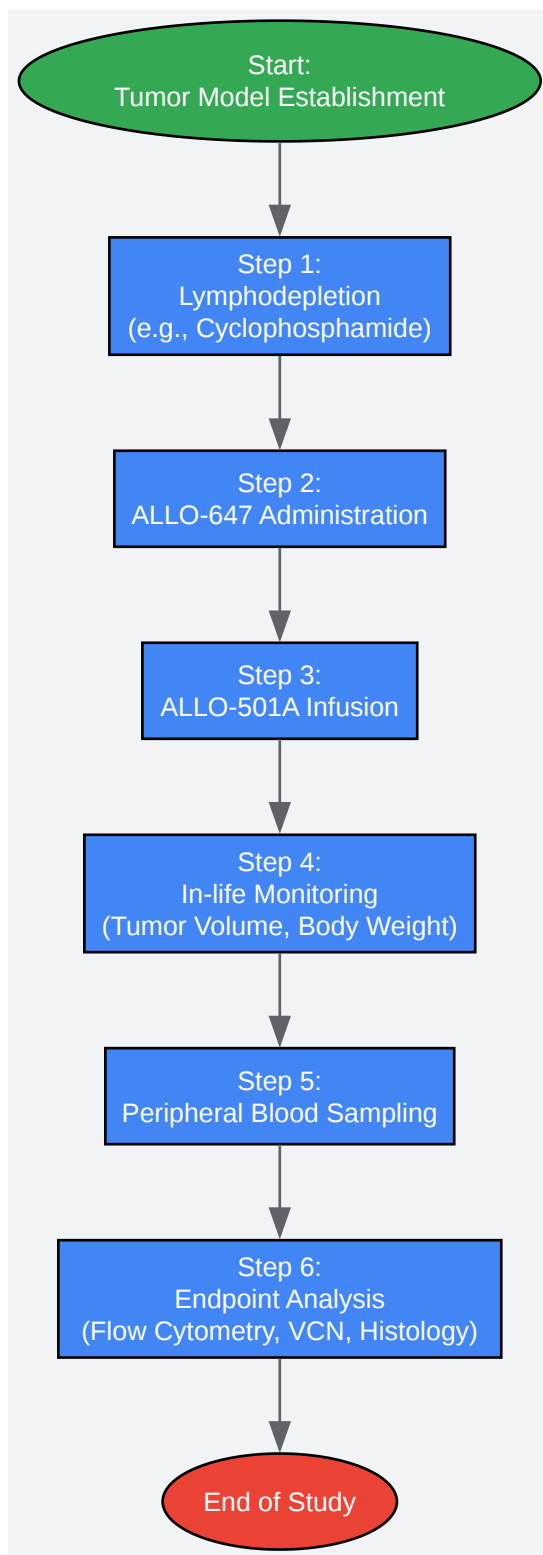 Start:
Tumor Model Establishment
Step 1:
Lymphodepletion
(e.g., Cyclophosphamide)
Step 2:
ALLO-647 Administration
Step 3:
ALLO-501A Infusion
Step 4:
In-life Monitoring
(Tumor Volume, Body Weight)
Step 5:
Peripheral Blood Sampling
Step 6:
Endpoint Analysis
(Flow Cytometry, VCN, Histology)
End of Study